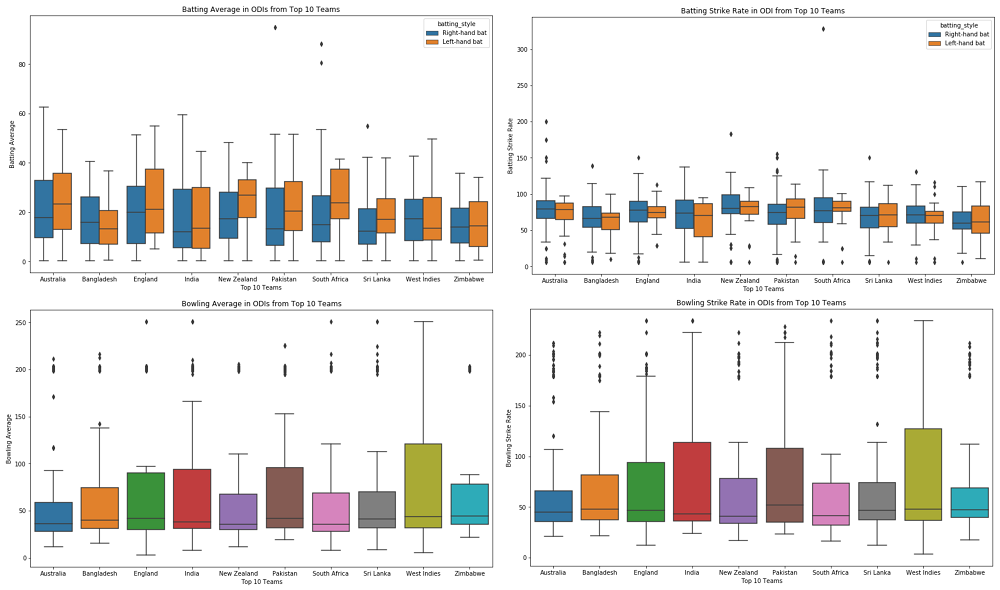 Batting Average in ODIs from Top 10 Teams
batting_style
Right-hand bat
Left-hand bat
Batting Average
80
60
40
20
0
Australia Bangladesh England India New Zealand Pakistan South Africa Sri Lanka West Indies Zimbabwe
Top 10 Teams
Batting Strike Rate in ODI from Top 10 Teams
batting_style
Right-hand bat
Left-hand bat
Batting Strike Rate
300
250
200
150
100
50
0
Australia Bangladesh England India New Zealand Pakistan South Africa Sri Lanka West Indies Zimbabwe
Top 10 Teams
Bowling Average in ODIs from Top 10 Teams
Bowling Average
250
200
150
100
50
0
Australia Bangladesh England India New Zealand Pakistan South Africa Sri Lanka West Indies Zimbabwe
Top 10 Teams
Bowling Strike Rate in ODIs from Top 10 Teams
Bowling Strike Rate
200
150
100
50
0
Australia Bangladesh England India New Zealand Pakistan South Africa Sri Lanka West Indies Zimbabwe
Top 10 Teams